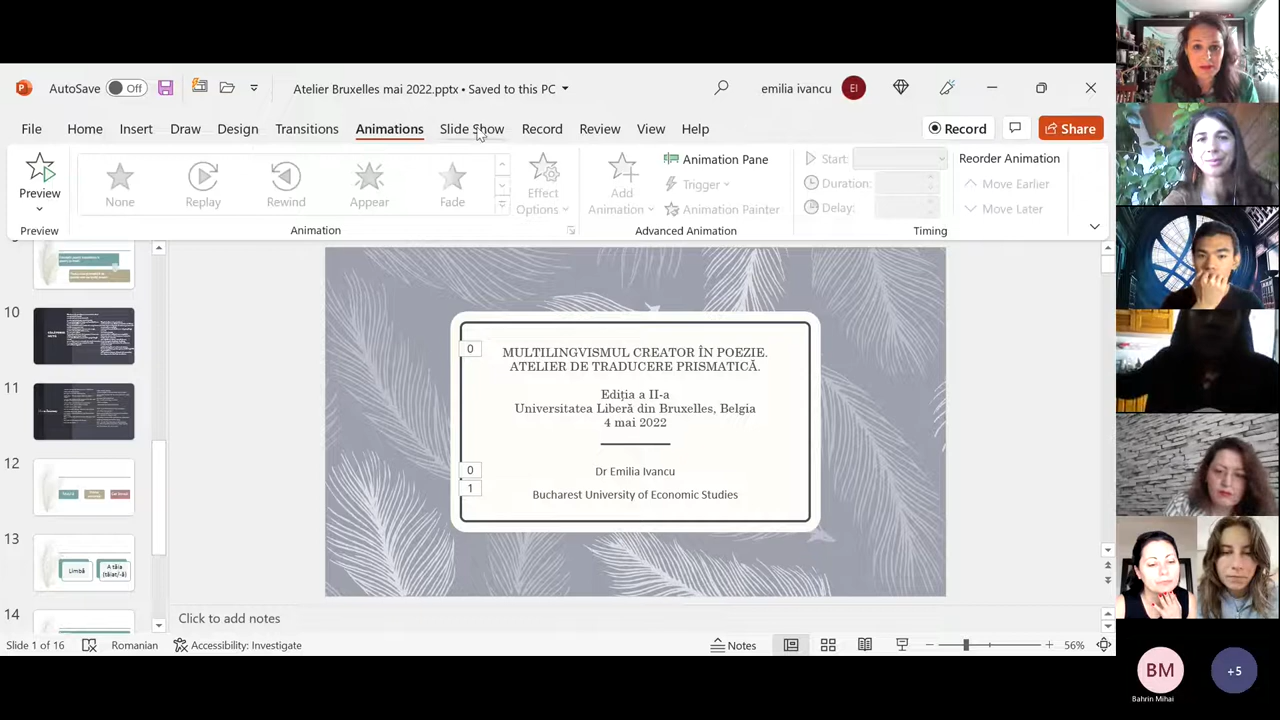 AutoSave Off
Atelier Bruxelles mai 2022.pptx • Saved to this PC
emilia ivancu
EI
File Home Insert Draw Design Transitions Animations Slide Show Record Review View Help
Record
Share
Preview
None Replay Rewind Appear Fade
Effect
Options
Add
Animation
Animation Pane
Trigger
Animation Painter
Start:
Duration:
Delay:
Reorder Animation
Move Earlier
Move Later
Preview Animation Advanced Animation Timing
10
11
12
13
Limbă
A tăia
(tăiat/-ă)
14
0
MULTILINGVISMUL CREATOR ÎN POEZIE.
ATELIER DE TRADUCERE PRISMATICĂ.
Ediția a II-a
Universitatea Liberă din Bruxelles, Belgia
4 mai 2022
0
Dr Emilia Ivancu
1
Bucharest University of Economic Studies
Click to add notes
Slide 1 of 16 Romanian Accessibility: Investigate Notes 56%
BM
Bahrin Mihai
+5